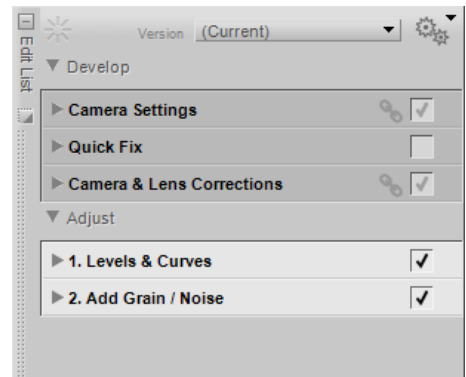 Edit List
Version (Current)
Develop
Camera Settings
Quick Fix
Camera & Lens Corrections
Adjust
1. Levels & Curves
2. Add Grain / Noise